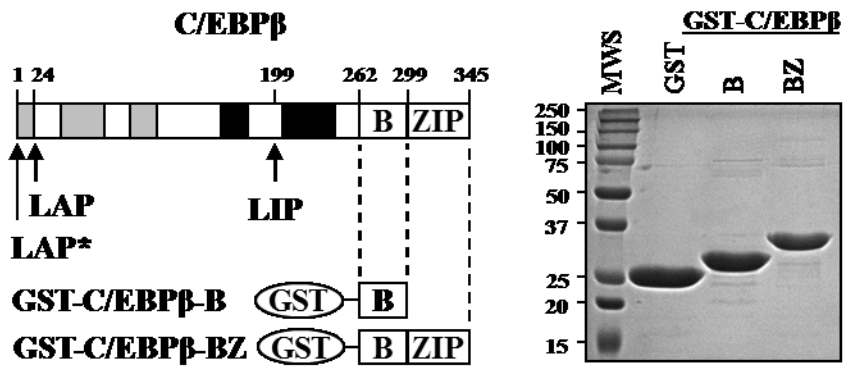 C/EBPβ
1 24 199 262 299 345
B ZIP
LAP
LIP
LAP*
GST-C/EBPβ-B GST B
GST-C/EBPβ-BZ GST B ZIP
GST-C/EBPβ
MWS GST B BZ
250
150
100
75
50
37
25
20
15